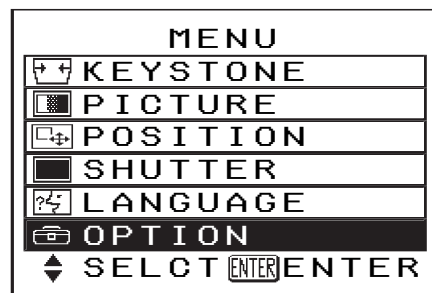 MENU
KEYSTONE
PICTURE
POSITION
SHUTTER
LANGUAGE
OPTION
SELCT ENTER ENTER